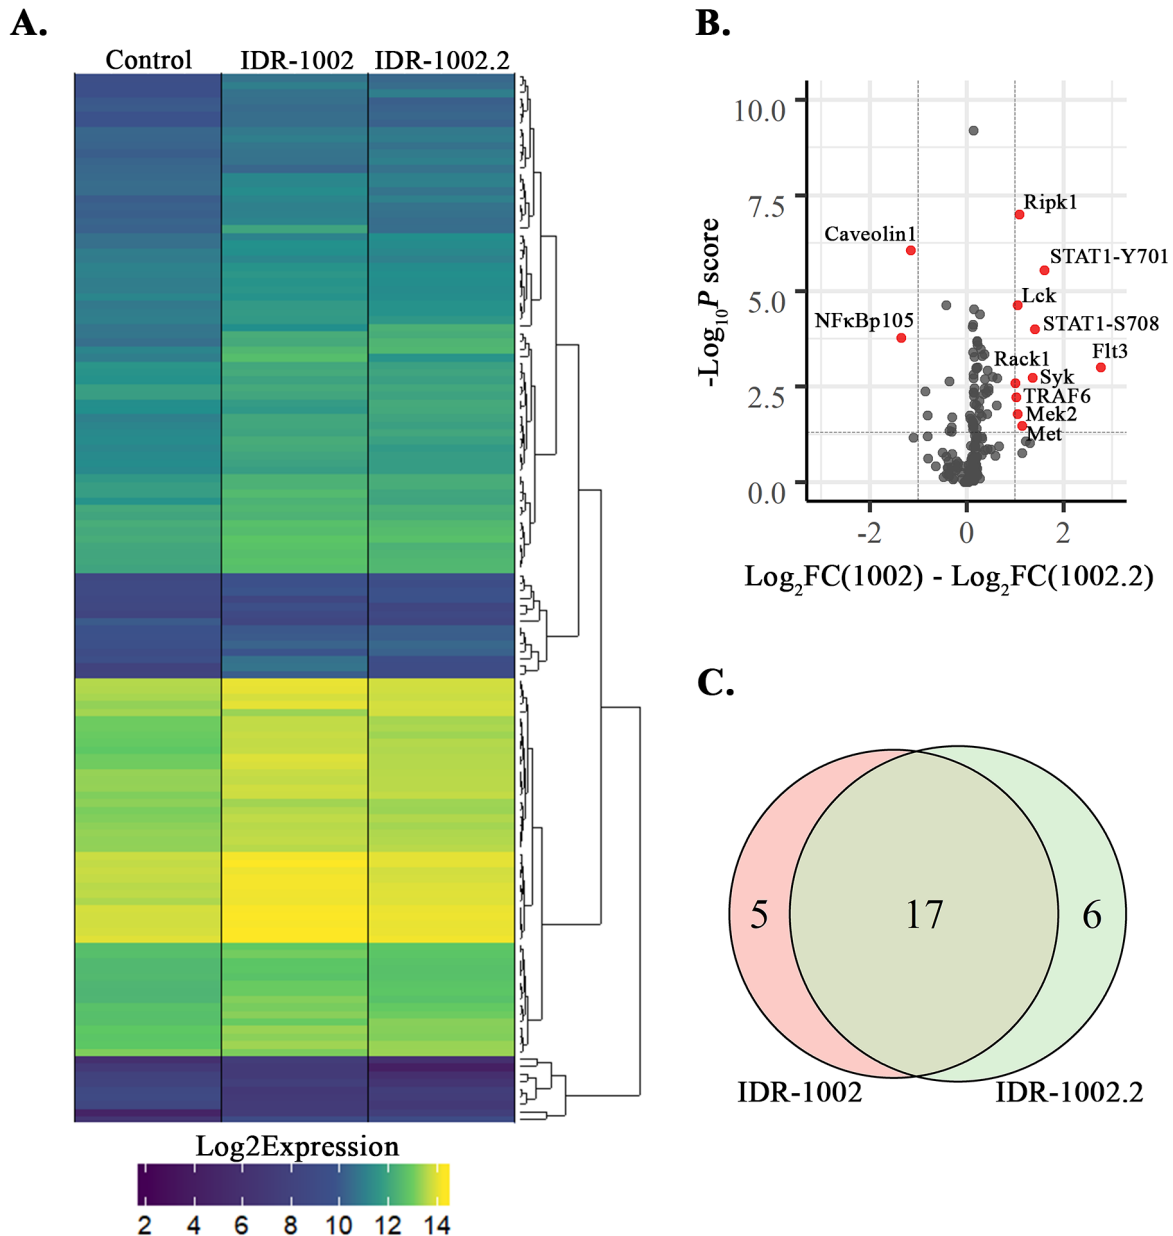 A.
Control IDR-1002 IDR-1002.2
Log2Expression
2 4 6 8 10 12 14
B.
10.0
7.5
5.0
2.5
0.0
-Log₁₀P score
Ripk1
Caveolin1
STAT1-Y701
Lck
NFκBp105
STAT1-S708
Flt3
Rack1
Syk
TRAF6
Mek2
Met
-2 0 2
Log₂FC(1002) - Log₂FC(1002.2)
C.
5 17 6
IDR-1002 IDR-1002.2